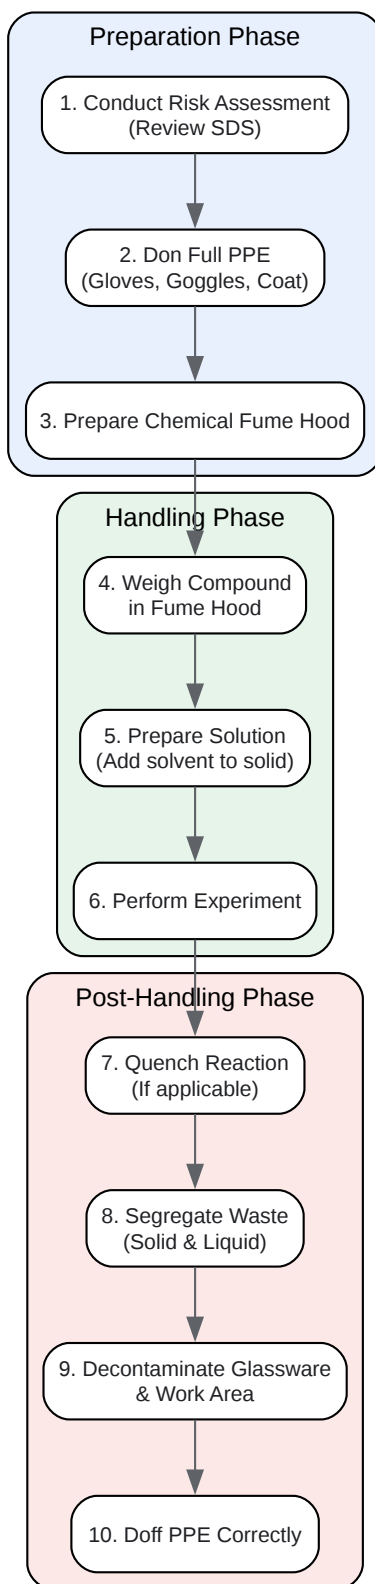 Preparation Phase
1. Conduct Risk Assessment
(Review SDS)
2. Don Full PPE
(Gloves, Goggles, Coat)
3. Prepare Chemical Fume Hood
Handling Phase
4. Weigh Compound
in Fume Hood
5. Prepare Solution
(Add solvent to solid)
6. Perform Experiment
Post-Handling Phase
7. Quench Reaction
(If applicable)
8. Segregate Waste
(Solid & Liquid)
9. Decontaminate Glassware
& Work Area
10. Doff PPE Correctly